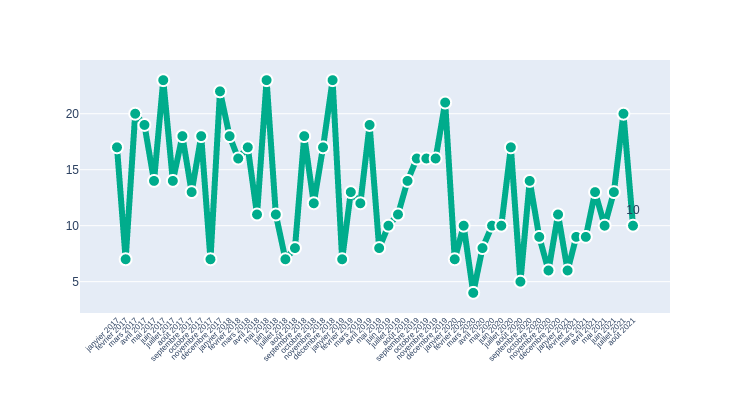 20
15
10
5
10
janvier 2017
février 2017
mars 2017
avril 2017
mai 2017
juin 2017
juillet 2017
août 2017
septembre 2017
octobre 2017
novembre 2017
décembre 2017
janvier 2018
février 2018
mars 2018
avril 2018
mai 2018
juin 2018
juillet 2018
août 2018
septembre 2018
octobre 2018
novembre 2018
décembre 2018
janvier 2019
février 2019
mars 2019
avril 2019
mai 2019
juin 2019
juillet 2019
août 2019
septembre 2019
octobre 2019
novembre 2019
décembre 2019
janvier 2020
février 2020
mars 2020
avril 2020
mai 2020
juin 2020
juillet 2020
août 2020
septembre 2020
octobre 2020
novembre 2020
décembre 2020
janvier 2021
février 2021
mars 2021
avril 2021
mai 2021
juin 2021
juillet 2021
août 2021